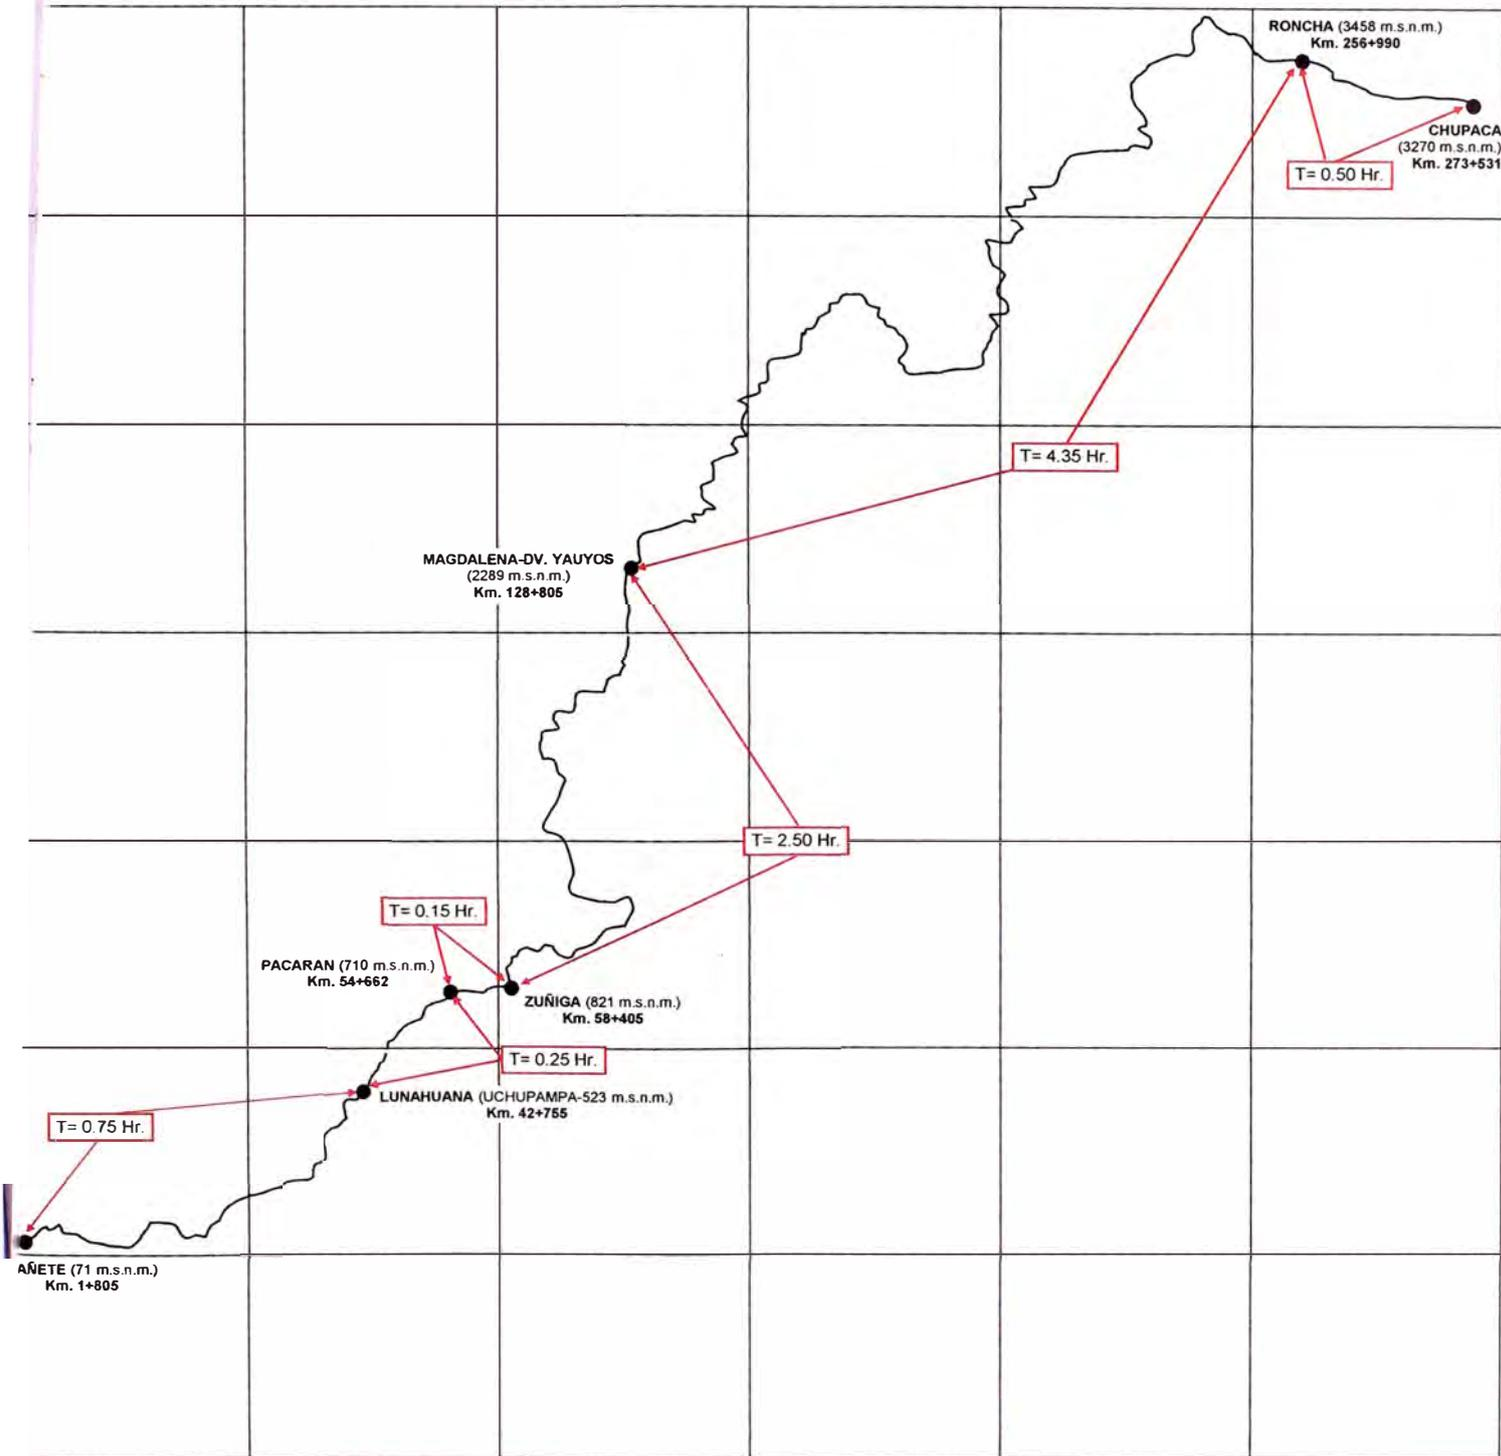 RONCHA (3458 m.s.n.m.)
Km. 256+990
CHUPACA
(3270 m.s.n.m.)
Km. 273+531
T= 0.50 Hr.
T= 4.35 Hr.
MAGDALENA-DV. YAUYOS
(2289 m.s.n.m.)
Km. 128+805
T= 2.50 Hr.
T= 0.15 Hr.
PACARAN (710 m.s.n.m.)
Km. 54+662
ZUÑIGA (821 m.s.n.m.)
Km. 58+405
T= 0.25 Hr.
LUNAHUANA (UCHUPAMPA-523 m.s.n.m.)
Km. 42+755
T= 0.75 Hr.
AÑETE (71 m.s.n.m.)
Km. 1+805